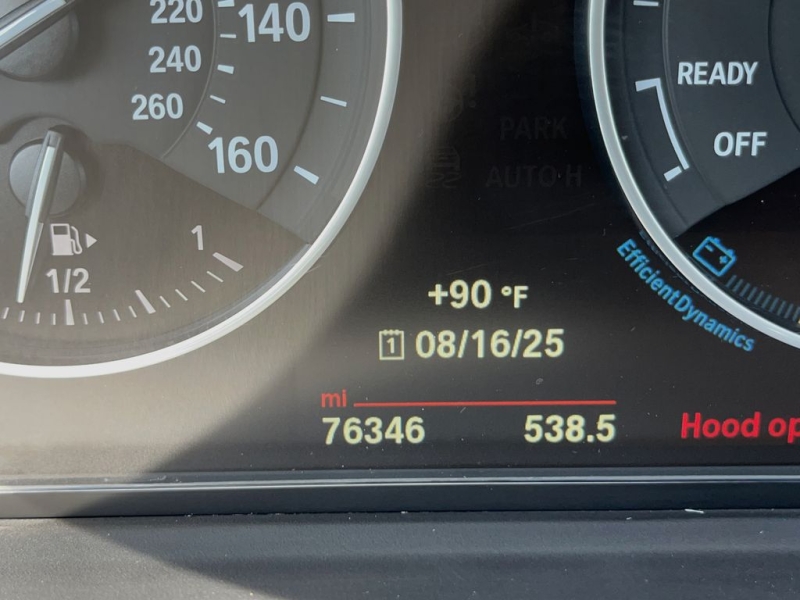 220
140
240
260
160
1/2
1
READY
OFF
PARK
AUTO H
+90 °F
1 08/16/25
EfficientDynamics
mi
76346 538.5
Hood op